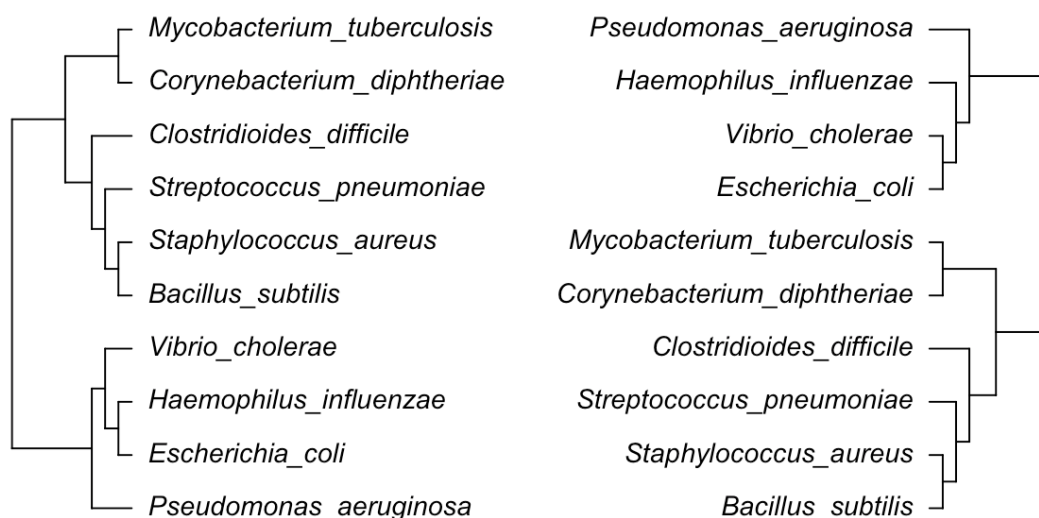 Mycobacterium_tuberculosis
Corynebacterium_diphtheriae
Clostridioides_difficile
Streptococcus_pneumoniae
Staphylococcus_aureus
Bacillus_subtilis
Vibrio_cholerae
Haemophilus_influenzae
Escherichia_coli
Pseudomonas_aeruginosa
Pseudomonas_aeruginosa
Haemophilus_influenzae
Vibrio_cholerae
Escherichia_coli
Mycobacterium_tuberculosis
Corynebacterium_diphtheriae
Clostridioides_difficile
Streptococcus_pneumoniae
Staphylococcus_aureus
Bacillus_subtilis